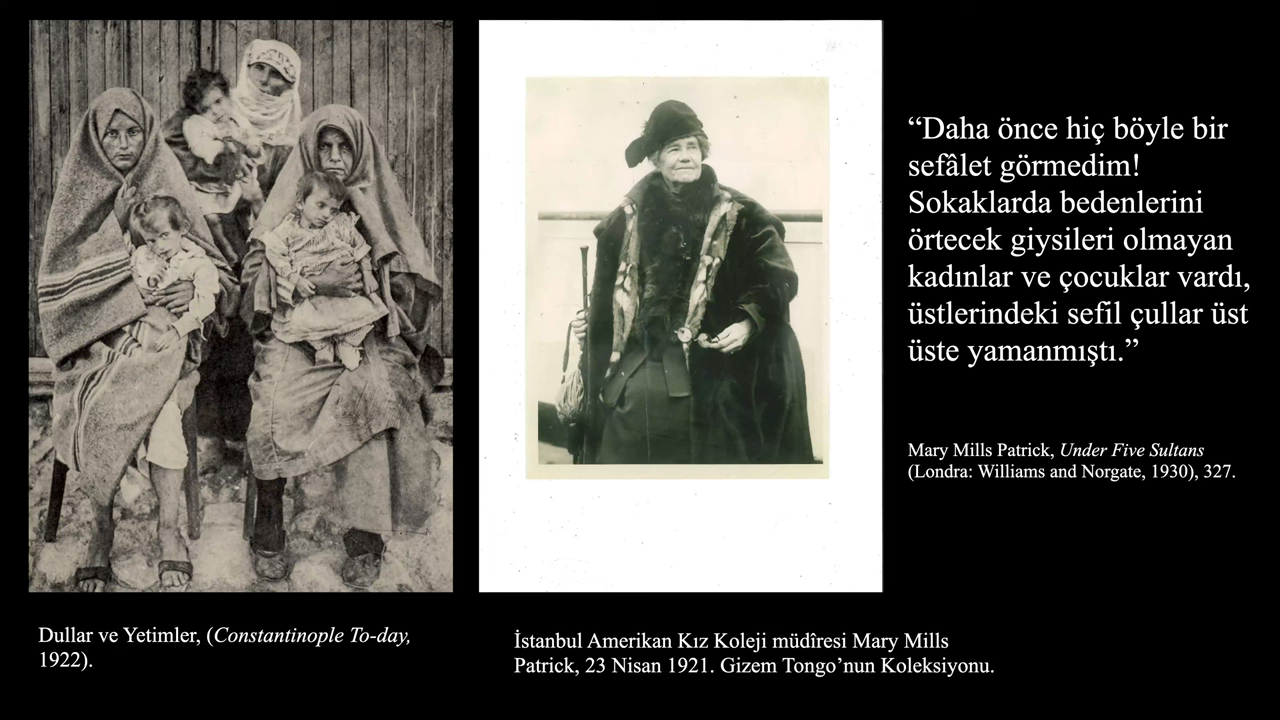 “Daha önce hiç böyle bir
sefâlet görmedim!
Sokaklarda bedenlerini
örtecek giysileri olmayan
kadınlar ve çocuklar vardı,
üstlerindeki sefil çullar üst
üste yamanmıştı.”
Mary Mills Patrick, Under Five Sultans
(Londra: Williams and Norgate, 1930), 327.
Dullar ve Yetimler, (Constantinople To-day,
1922).
İstanbul Amerikan Kız Koleji müdîresi Mary Mills
Patrick, 23 Nisan 1921. Gizem Tongo’nun Koleksiyonu.